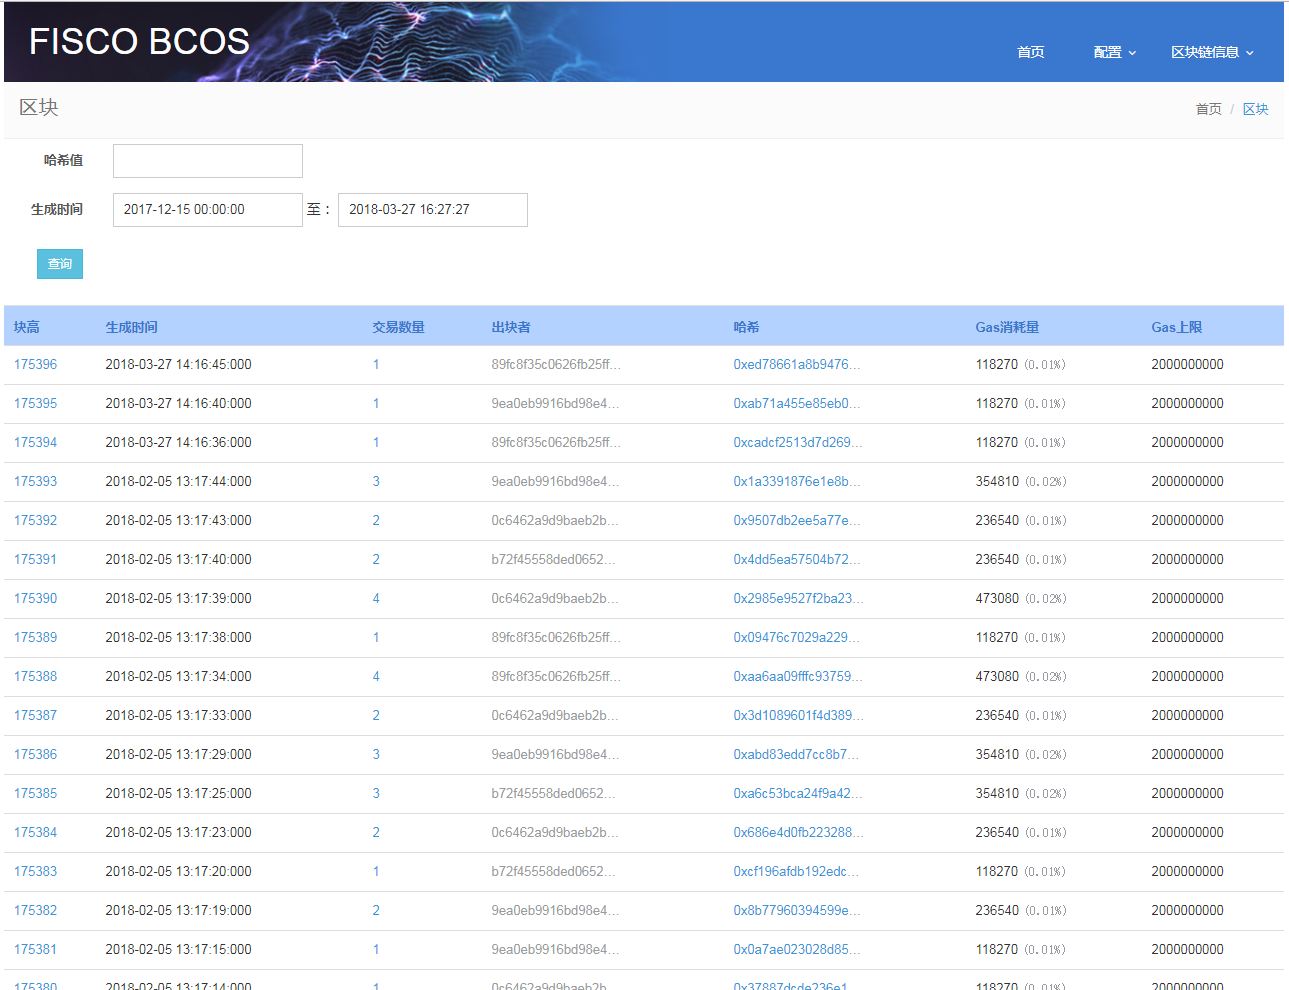 FISCO BCOS
首页 配置 区块链信息
区块
首页 / 区块
哈希值
生成时间 2017-12-15 00:00:00 至： 2018-03-27 16:27:27
查询
块高 生成时间 交易数量 出块者 哈希 Gas消耗量 Gas上限
175396 2018-03-27 14:16:45:000 1 89fc8f35c0626fb25ff... 0xed78661a8b9476... 118270 (0.01%) 2000000000
175395 2018-03-27 14:16:40:000 1 9ea0eb9916bd98e4... 0xab71a455e85eb0... 118270 (0.01%) 2000000000
175394 2018-03-27 14:16:36:000 1 89fc8f35c0626fb25ff... 0xcadcf2513d7d269... 118270 (0.01%) 2000000000
175393 2018-02-05 13:17:44:000 3 9ea0eb9916bd98e4... 0x1a3391876e1e8b... 354810 (0.02%) 2000000000
175392 2018-02-05 13:17:43:000 2 0c6462a9d9baeb2b... 0x9507db2ee5a77e... 236540 (0.01%) 2000000000
175391 2018-02-05 13:17:40:000 2 b72f45558ded0652... 0x4dd5ea57504b72... 236540 (0.01%) 2000000000
175390 2018-02-05 13:17:39:000 4 0c6462a9d9baeb2b... 0x2985e9527f2ba23... 473080 (0.02%) 2000000000
175389 2018-02-05 13:17:38:000 1 89fc8f35c0626fb25ff... 0x09476c7029a229... 118270 (0.01%) 2000000000
175388 2018-02-05 13:17:34:000 4 89fc8f35c0626fb25ff... 0xaa6aa09fffc93759... 473080 (0.02%) 2000000000
175387 2018-02-05 13:17:33:000 2 0c6462a9d9baeb2b... 0x3d1089601f4d389... 236540 (0.01%) 2000000000
175386 2018-02-05 13:17:29:000 3 9ea0eb9916bd98e4... 0xabd83edd7cc8b7... 354810 (0.02%) 2000000000
175385 2018-02-05 13:17:25:000 3 b72f45558ded0652... 0xa6c53bca24f9a42... 354810 (0.02%) 2000000000
175384 2018-02-05 13:17:23:000 2 0c6462a9d9baeb2b... 0x686e4d0fb223288... 236540 (0.01%) 2000000000
175383 2018-02-05 13:17:20:000 1 b72f45558ded0652... 0xcf196afdb192edc... 118270 (0.01%) 2000000000
175382 2018-02-05 13:17:19:000 2 9ea0eb9916bd98e4... 0x8b77960394599e... 236540 (0.01%) 2000000000
175381 2018-02-05 13:17:15:000 1 9ea0eb9916bd98e4... 0x0a7ae023028d85... 118270 (0.01%) 2000000000
175380 2018-02-05 13:17:14:000 1 0c6462a9d9baeb2b... 0x37887dcde236e1... 118270 (0.01%) 2000000000